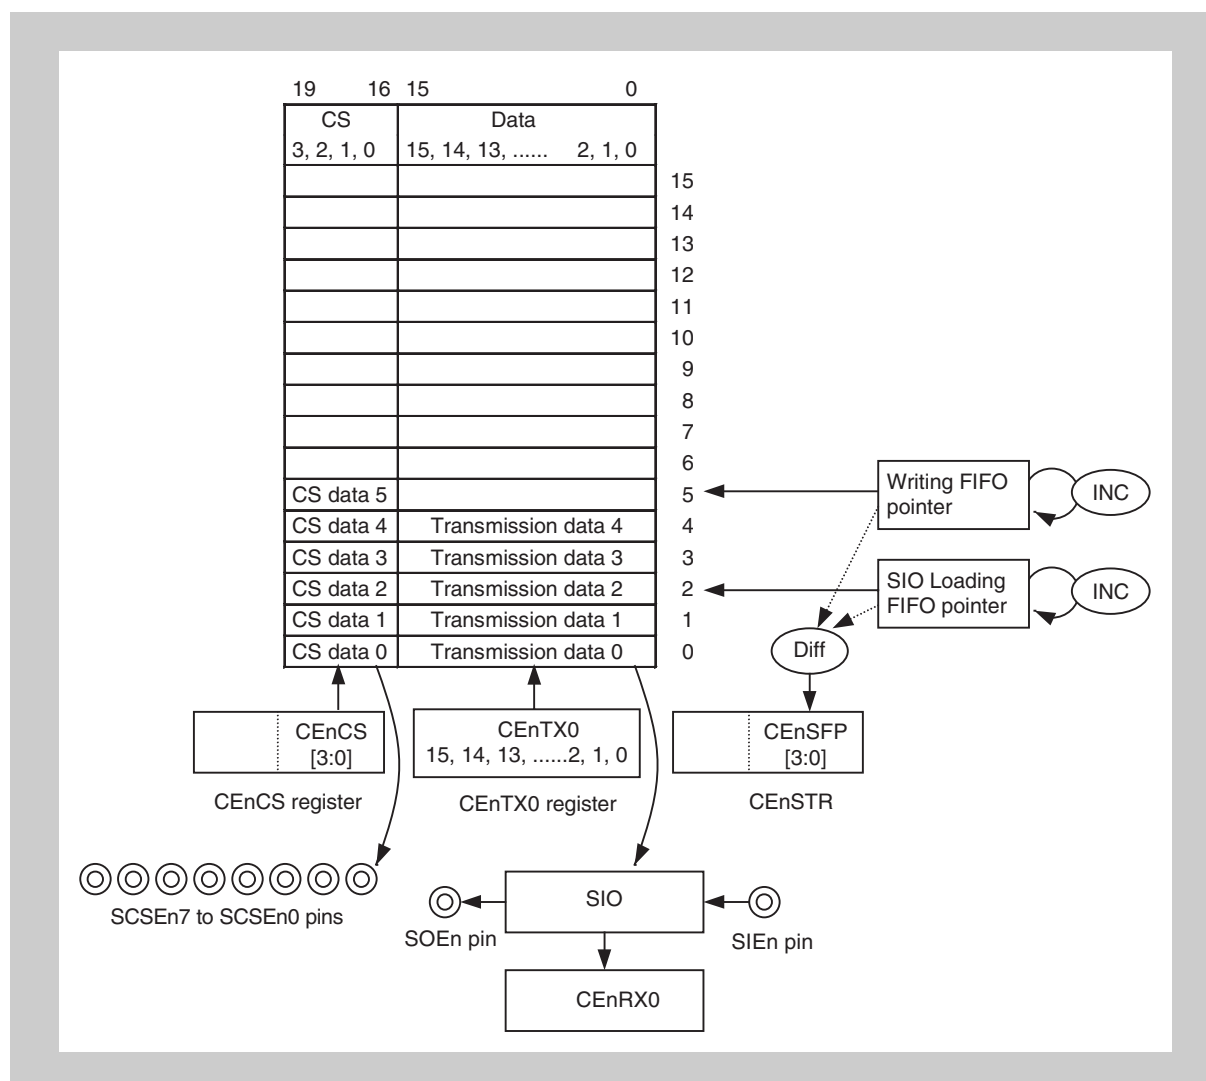 19 16 15 0
CS Data
3, 2, 1, 0 15, 14, 13, ...... 2, 1, 0
15
14
13
12
11
10
9
8
7
6
CS data 5 5
CS data 4 Transmission data 4 4
CS data 3 Transmission data 3 3
CS data 2 Transmission data 2 2
CS data 1 Transmission data 1 1
CS data 0 Transmission data 0 0
Writing FIFO
pointer
INC
SIO Loading
FIFO pointer
INC
Diff
CEnCS
[3:0]
CEnCS register
CEnTX0
15, 14, 13, ......2, 1, 0
CEnTX0 register
CEnSFP
[3:0]
CEnSTR
SCSEn7 to SCSEn0 pins
SOEn pin
SIO
SIEn pin
CEnRX0